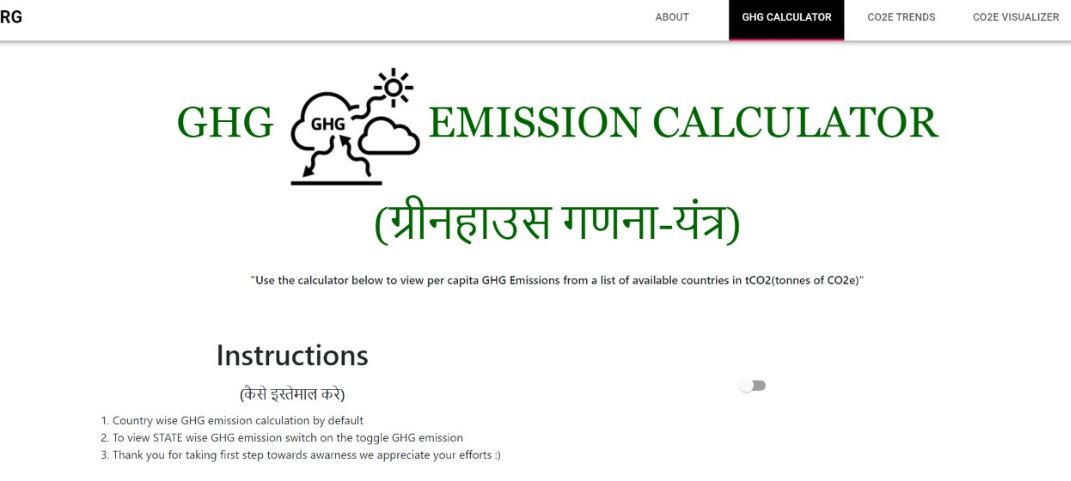 RG ABOUT GHG CALCULATOR CO2E TRENDS CO2E VISUALIZER
GHG GHG EMISSION CALCULATOR
(ग्रीनहाउस गणना-यंत्र)
"Use the calculator below to view per capita GHG Emissions from a list of available countries in tCO2(tonnes of CO2e)"
Instructions
(कैसे इस्तेमाल करे)
1. Country wise GHG emission calculation by default
2. To view STATE wise GHG emission switch on the toggle GHG emission
3. Thank you for taking first step towards awarness we appreciate your efforts :)